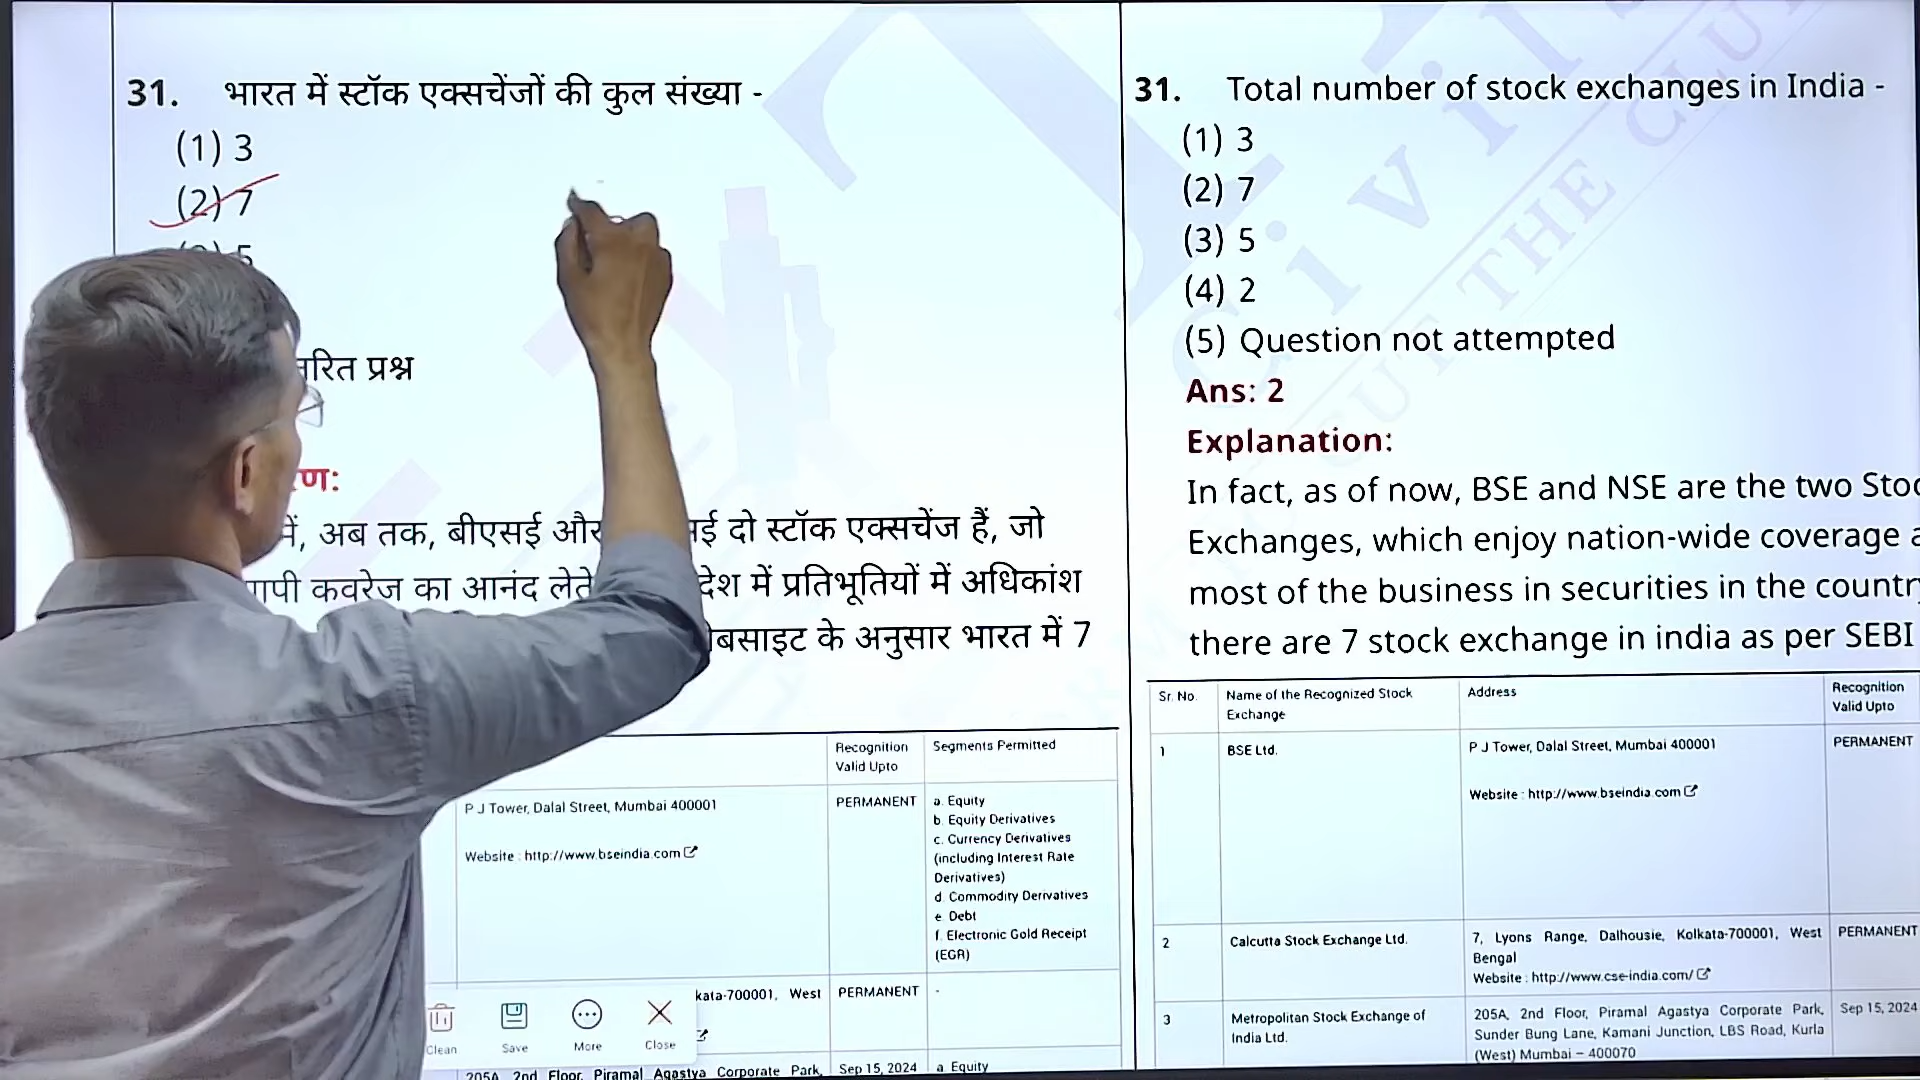 31. भारत में स्टॉक एक्सचेंजों की कुल संख्या -
(1) 3
(2) 7
5
प्रश्न
में, अब तक, बीएसई और दो स्टॉक एक्सचेंज हैं, जो
कवरेज का आनंद लेते देश में प्रतिभूतियों में अधिकांश
के अनुसार भारत में 7
Recognition Valid Upto
Segments Permitted
P J Tower, Dalal Street, Mumbai 400001
Website : http://www.bseindia.com
PERMANENT
a. Equity
b. Equity Derivatives
c. Currency Derivatives
(including Interest Rate
Derivatives)
d. Commodity Derivatives
e. Debt
f. Electronic Gold Receipt
(EGR)
700001, West
PERMANENT
-
205A, 2nd Floor, Piramal Agastya Corporate Park,
Sep 15, 2024
a. Equity
Clean
Save
More
Close
31. Total number of stock exchanges in India -
(1) 3
(2) 7
(3) 5
(4) 2
(5) Question not attempted
Ans: 2
Explanation:
In fact, as of now, BSE and NSE are the two
Exchanges, which enjoy nation-wide coverage
most of the business in securities in the
there are 7 stock exchange in india as per SEBI
Sr. No.
Name of the Recognized Stock
Exchange
Address
Recognition
Valid Upto
1
BSE Ltd.
P J Tower, Dalal Street, Mumbai 400001
Website : http://www.bseindia.com
PERMANENT
2
Calcutta Stock Exchange Ltd.
7, Lyons Range, Dalhousie, Kolkata-700001, West
Bengal
Website : http://www.cse-india.com/
PERMANENT
3
Metropolitan Stock Exchange of
India Ltd.
205A, 2nd Floor, Piramal Agastya Corporate Park,
Sunder Bung Lane, Kamani Junction, LBS Road, Kurla
(West) Mumbai – 400070
Sep 15, 2024